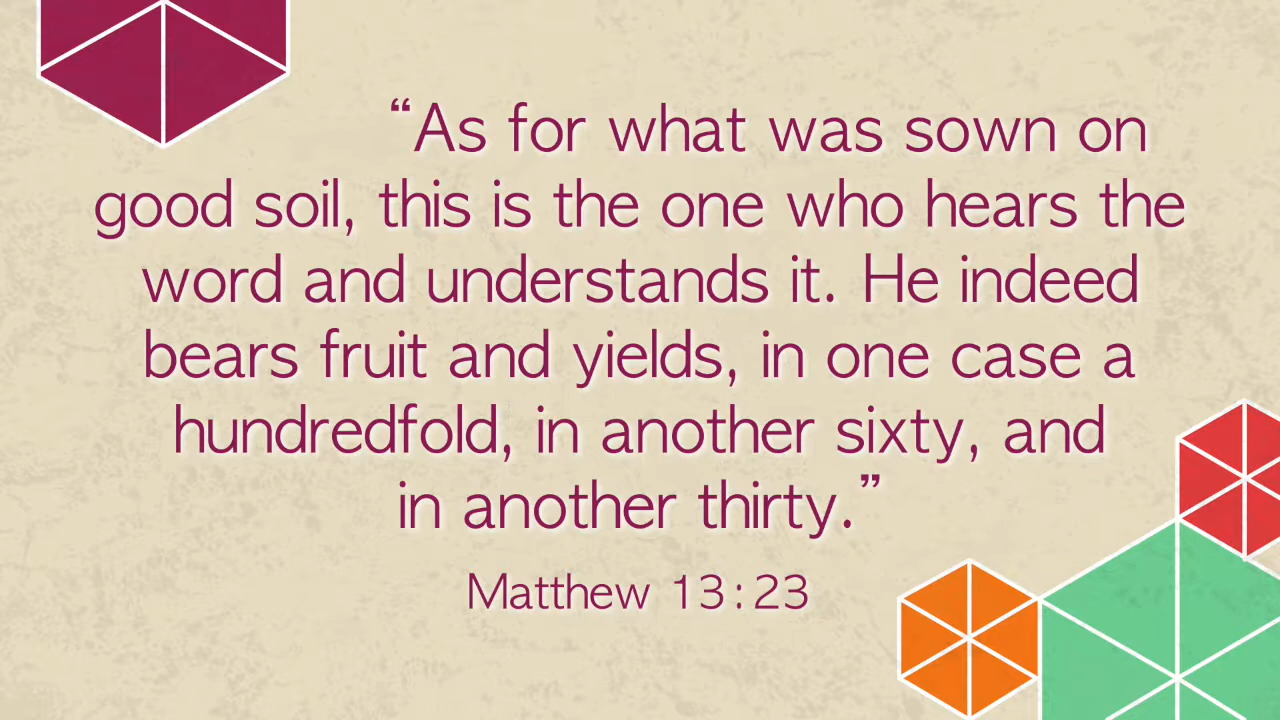 “As for what was sown on
good soil, this is the one who hears the
word and understands it. He indeed
bears fruit and yields, in one case a
hundredfold, in another sixty, and
in another thirty.”
Matthew 13:23